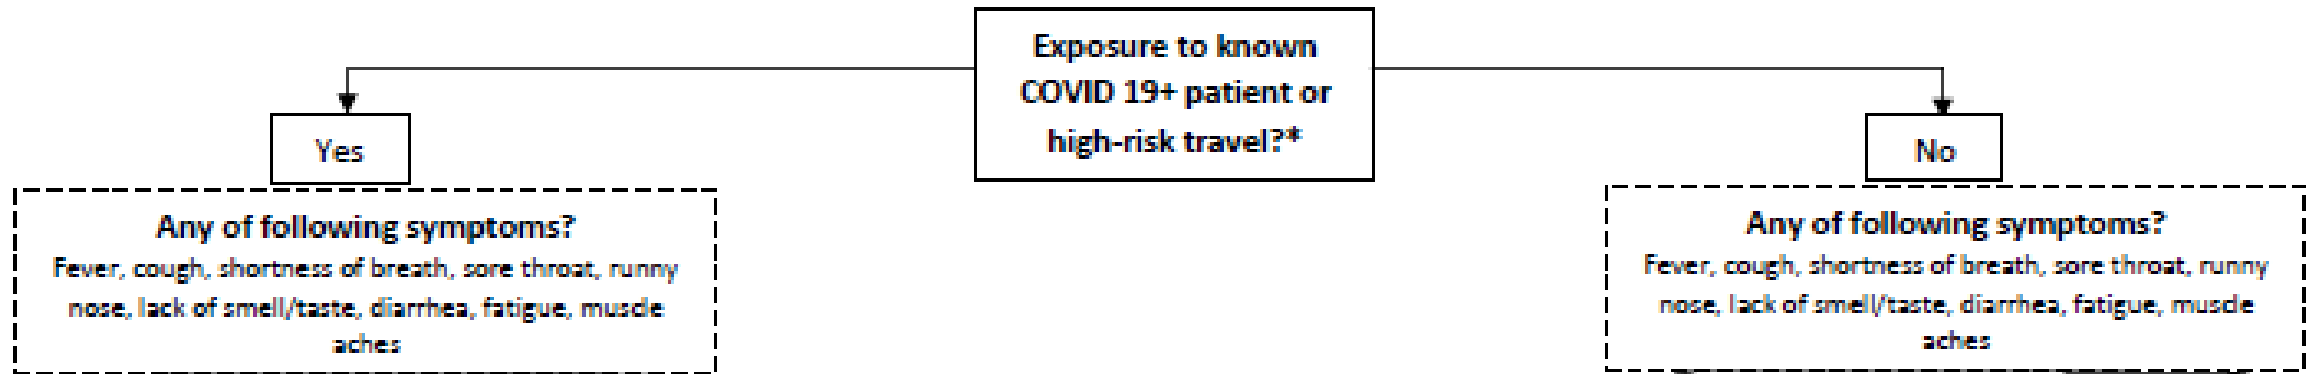 Exposure to known
COVID 19+ patient or
high-risk travel?*
Yes
No
Any of following symptoms?
Fever, cough, shortness of breath, sore throat, runny
nose, lack of smell/taste, diarrhea, fatigue, muscle
aches
Any of following symptoms?
Fever, cough, shortness of breath, sore throat, runny
nose, lack of smell/taste, diarrhea, fatigue, muscle
aches